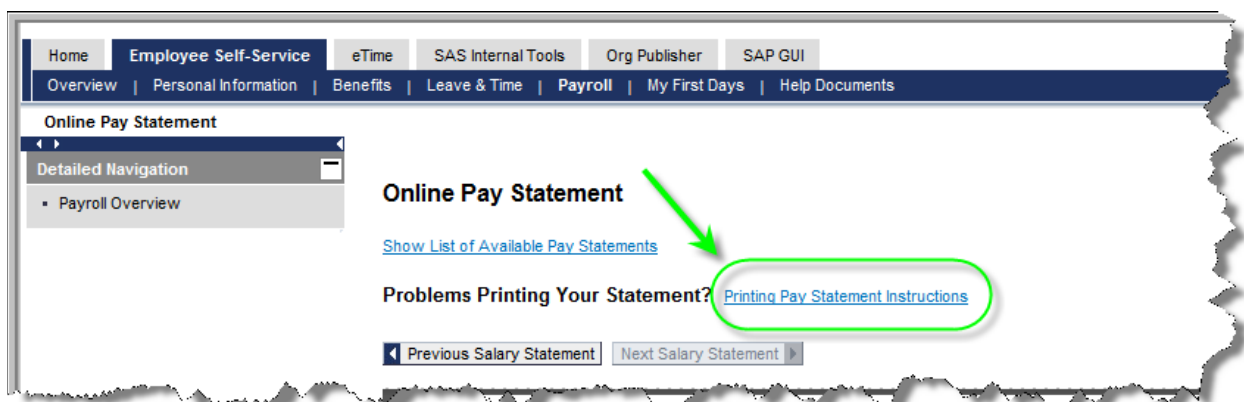 Home Employee Self-Service eTime SAS Internal Tools Org Publisher SAP GUI
Overview | Personal Information | Benefits | Leave & Time | Payroll | My First Days | Help Documents
Online Pay Statement
Detailed Navigation
Payroll Overview
Online Pay Statement
Show List of Available Pay Statements
Problems Printing Your Statement? Printing Pay Statement Instructions
Previous Salary Statement Next Salary Statement